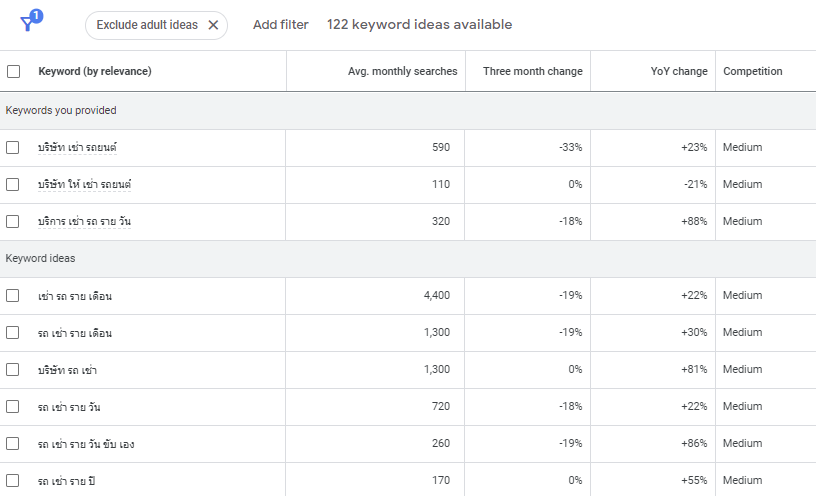 1
Exclude adult ideas ✕ Add filter 122 keyword ideas available
Keyword (by relevance) Avg. monthly searches Three month change YoY change Competition
Keywords you provided
บริษัท เช่า รถยนต์ 590 -33% +23% Medium
บริษัท ให้ เช่า รถยนต์ 110 0% -21% Medium
บริการ เช่า รถ ราย วัน 320 -18% +88% Medium
Keyword ideas
เช่า รถ ราย เดือน 4,400 -19% +22% Medium
รถ เช่า ราย เดือน 1,300 -19% +30% Medium
บริษัท รถ เช่า 1,300 0% +81% Medium
รถ เช่า ราย วัน 720 -18% +22% Medium
รถ เช่า ราย วัน ขับ เอง 260 -19% +86% Medium
รถ เช่า ราย ปี 170 0% +55% Medium